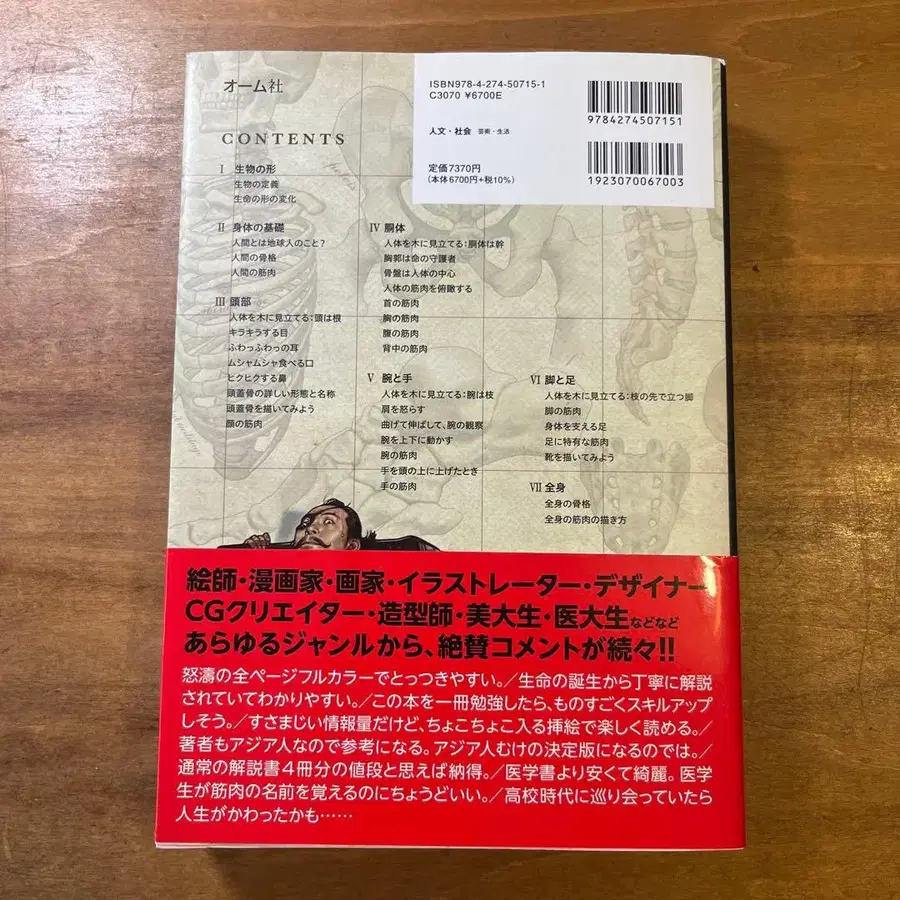 オーム社
ISBN978-4-274-50715-1
C3070 ¥6700E
9784274507151
人文・社会 芸術・生活
定価7370円
(本体6700円+税10%)
1923070067003
CONTENTS
Ⅰ 生物の形
生物の定義
生命の形の変化
Ⅱ 身体の基礎
人間とは地球人のこと?
人間の骨格
人間の筋肉
Ⅲ 頭部
人体を木に見立てる:頭は根
キラキラする目
ふわっふわっの耳
ムシャムシャ食べる口
ヒクヒクする鼻
頭蓋骨の詳しい形態と名称
頭蓋骨を描いてみよう
顔の筋肉
Ⅳ 胴体
人体を木に見立てる:胴体は幹
胸郭は命の守護者
骨盤は人体の中心
人体の筋肉を俯瞰する
首の筋肉
胸の筋肉
腹の筋肉
背中の筋肉
Ⅴ 腕と手
人体を木に見立てる:腕は枝
肩を怒らす
曲げて伸ばして、腕の観察
腕を上下に動かす
腕の筋肉
手を頭の上に上げたとき
手の筋肉
Ⅵ 脚と足
人体を木に見立てる:枝の先で立つ脚
脚の筋肉
身体を支える足
足に特有な筋肉
靴を描いてみよう
Ⅶ 全身
全身の骨格
全身の筋肉の描き方
絵師・漫画家・画家・イラストレーター・デザイナー
CGクリエイター・造型師・美大生・医大生などなど
あらゆるジャンルから、絶賛コメントが続々!!
怒濤の全ページフルカラーでとっつきやすい。/生命の誕生から丁寧に解説
されていてわかりやすい。/この本を一冊勉強したら、ものすごくスキルアップ
しそう。/すさまじい情報量だけど、ちょこちょこ入る挿絵で楽しく読める。/
著者もアジア人なので参考になる。アジア人むけの決定版になるのでは。/
通常の解説書4冊分の値段と思えば納得。/医学書より安くて綺麗。医学
生が筋肉の名前を覚えるのにちょうどいい。/高校時代に巡り会っていたら
人生がかわったかも……